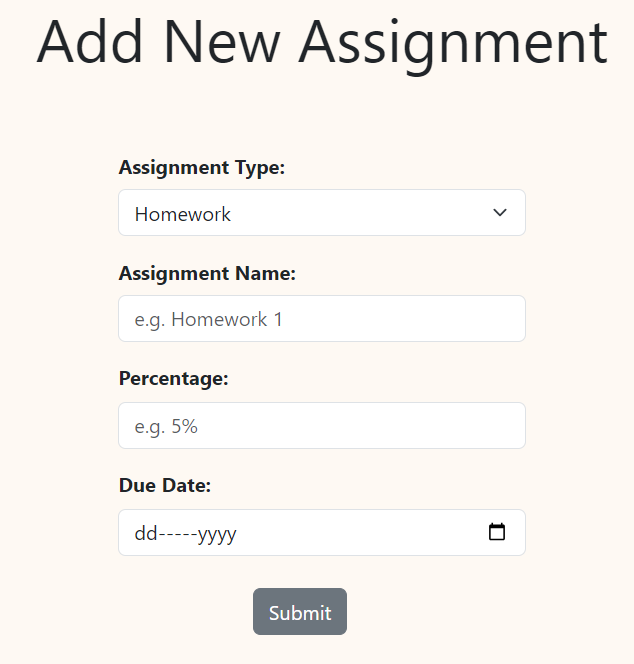 Add New Assignment
Assignment Type:
Homework
Assignment Name:
e.g. Homework 1
Percentage:
e.g. 5%
Due Date:
dd-----yyyy
Submit